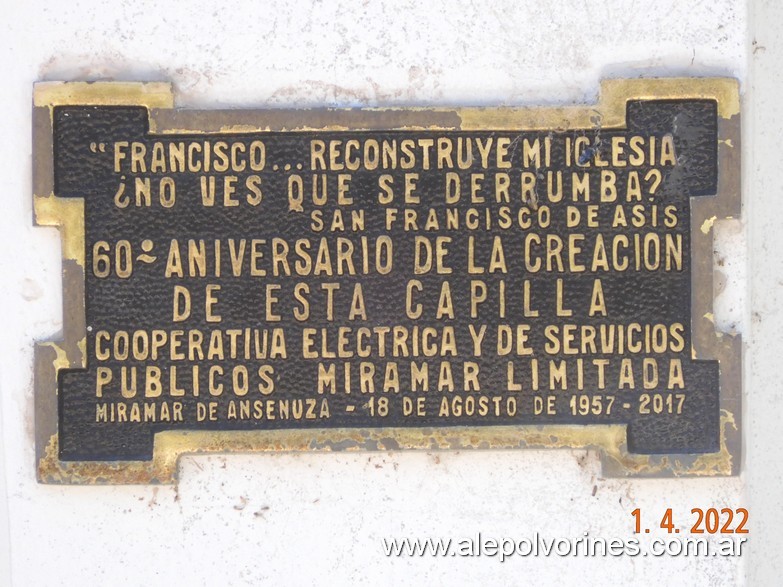 “FRANCISCO... RECONSTRUYE MI IGLESIA
¿NO VES QUE SE DERRUMBA?
SAN FRANCISCO DE ASIS
60º ANIVERSARIO DE LA CREACION
DE ESTA CAPILLA
COOPERATIVA ELECTRICA Y DE SERVICIOS
PUBLICOS MIRAMAR LIMITADA
MIRAMAR DE ANSENUZA - 18 DE AGOSTO DE 1957 - 2017
1. 4. 2022
www.alepolvorines.com.ar